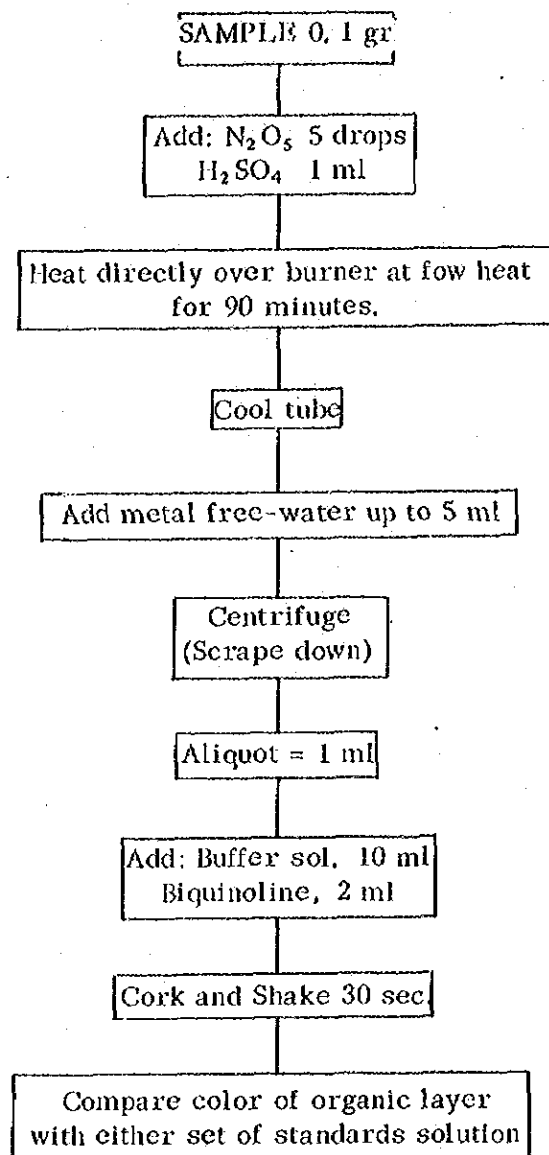 SAMPLE 0, 1 gr
Add: N₂O₅ 5 drops
H₂SO₄ 1 ml
Heat directly over burner at fow heat
for 90 minutes.
Cool tube
Add metal free-water up to 5 ml
Centrifuge
(Scrape down)
Aliquot = 1 ml
Add: Buffer sol, 10 ml
Biquinoline, 2 ml
Cork and Shake 30 sec.
Compare color of organic layer
with either set of standards solution